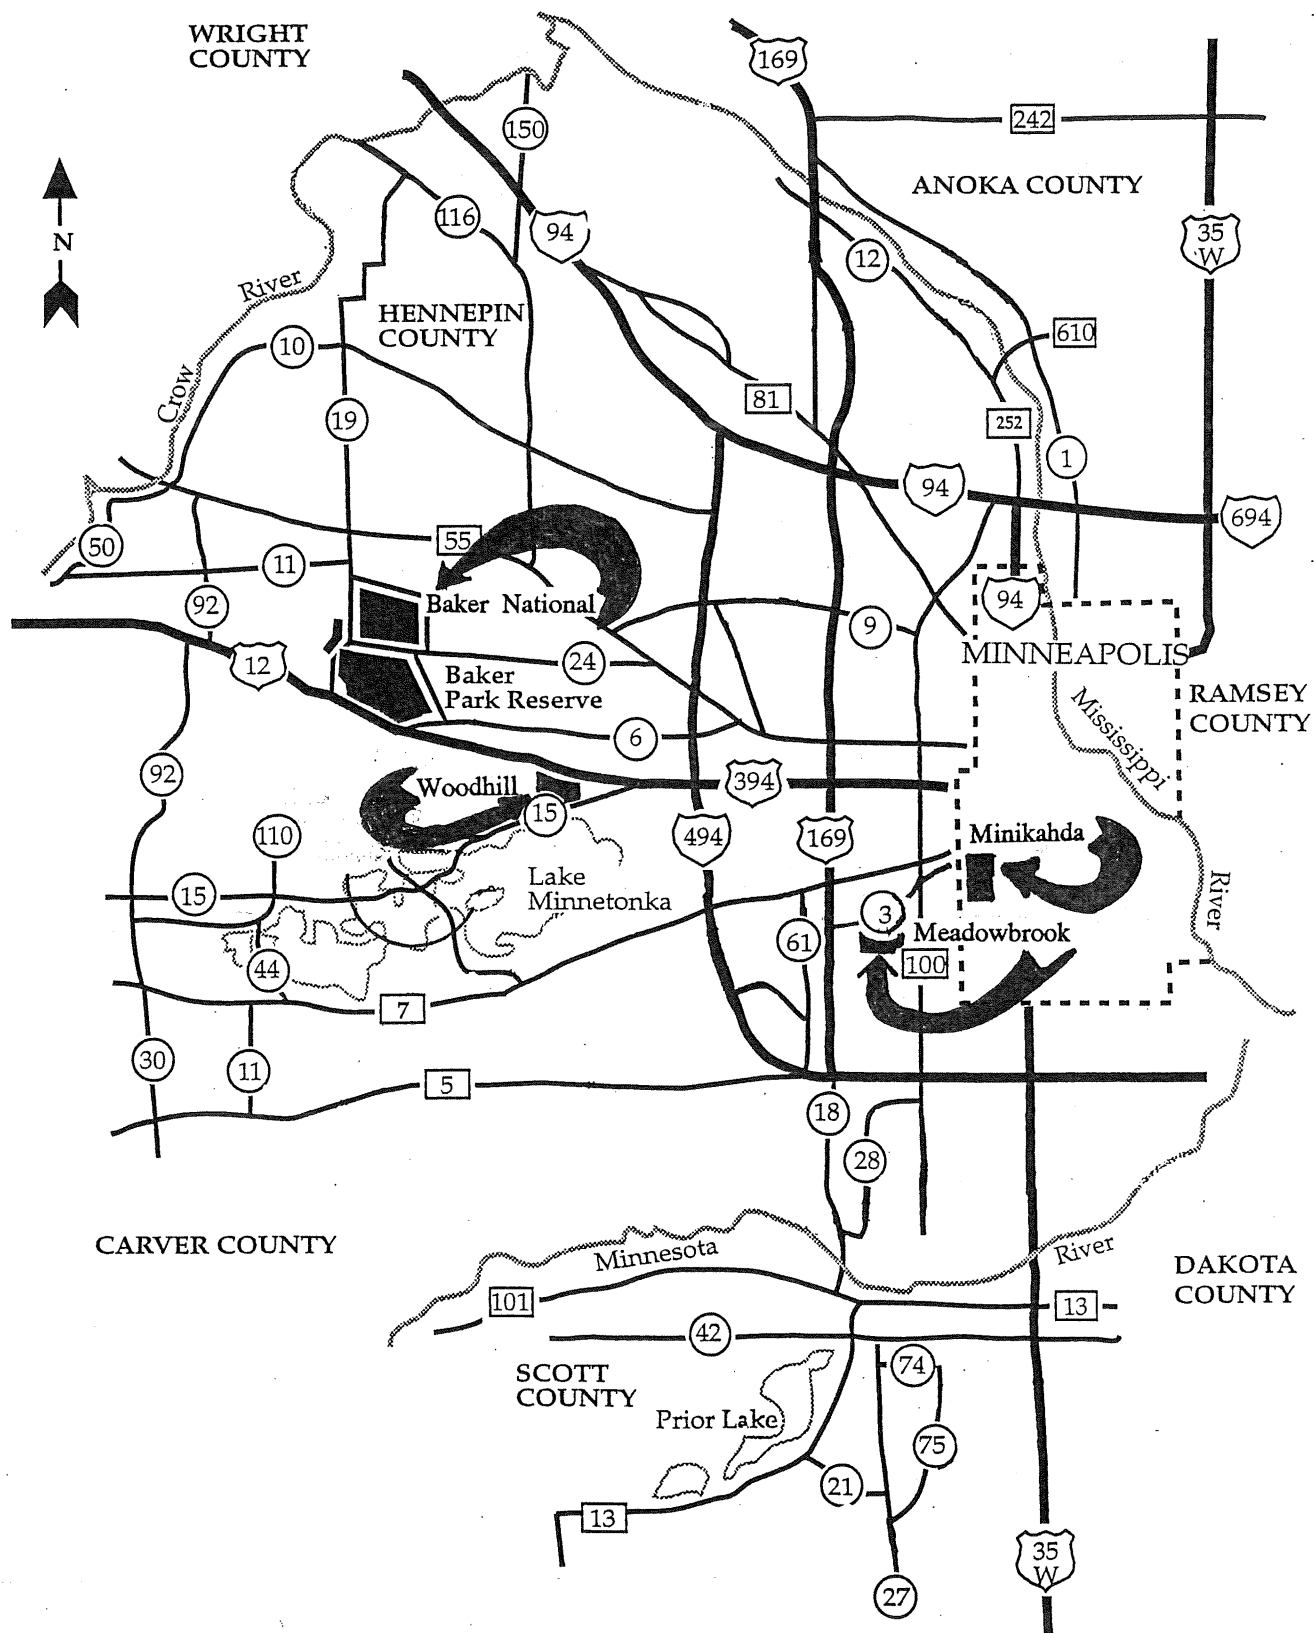 WRIGHT
COUNTY
169
150
242
ANOKA COUNTY
116
94
35
W
N
12
River
HENNEPIN
COUNTY
10
610
81
Crow
19
252
1
94
694
50
55
11
92
Baker National
94
9
MINNEAPOLIS
12
24
Baker
Park Reserve
RAMSEY
COUNTY
Mississippi
6
92
Woodhill
394
15
110
494
169
Minikahda
15
Lake
Minnetonka
River
3
61
Meadowbrook
100
44
7
30
11
5
18
28
CARVER COUNTY
Minnesota
River
DAKOTA
COUNTY
101
13
42
SCOTT
COUNTY
74
Prior Lake
75
21
13
35
W
27